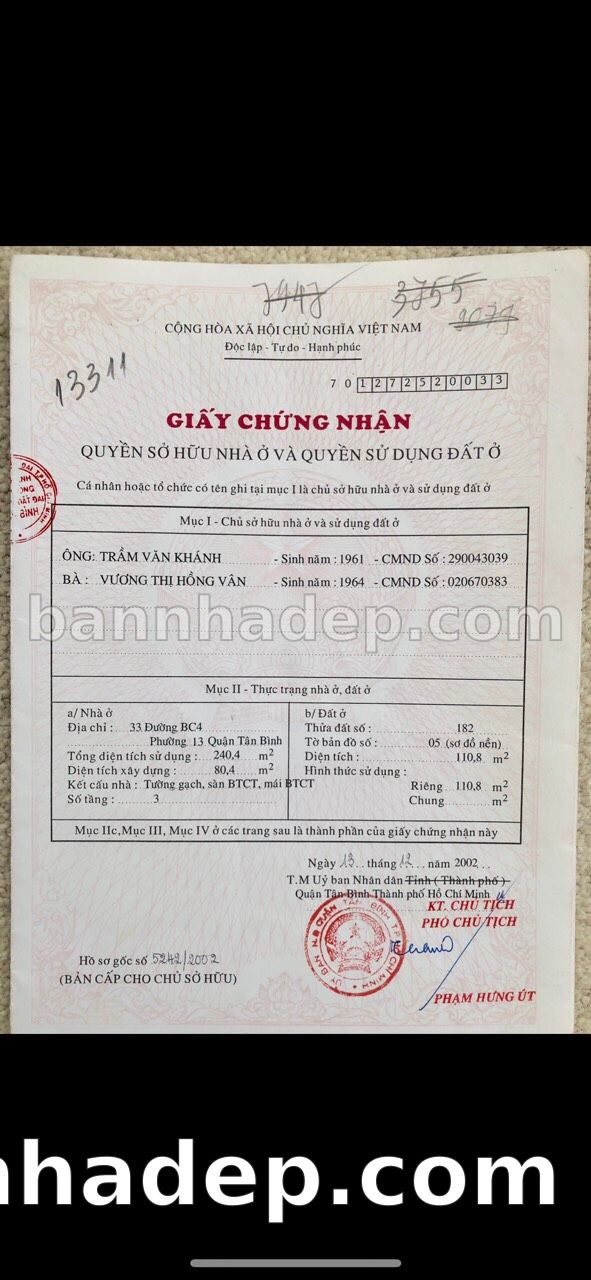 7947 3755
2079
CỘNG HÒA XÃ HỘI CHỦ NGHĨA VIỆT NAM
Độc lập - Tự do - Hạnh phúc
13311
7 0 1 2 7 2 5 2 0 0 3 3
GIẤY CHỨNG NHẬN
QUYỀN SỞ HỮU NHÀ Ở VÀ QUYỀN SỬ DỤNG ĐẤT Ở
Cá nhân hoặc tổ chức có tên ghi tại mục I là chủ sở hữu nhà ở và sử dụng đất ở
Mục I - Chủ sở hữu nhà ở và sử dụng đất ở
ÔNG: TRẦM VĂN KHÁNH - Sinh năm : 1961 - CMND Số : 290043039
BÀ : VƯƠNG THỊ HỒNG VÂN - Sinh năm : 1964 - CMND Số : 020670383
bannhadep.com
Mục II - Thực trạng nhà ở, đất ở
a/ Nhà ở
Địa chỉ : 33 Đường BC4
Phường 13 Quận Tân Bình
Tổng diện tích sử dụng : 240,4 m2
Diện tích xây dựng : 80,4 m2
Kết cấu nhà : Tường gạch, sàn BTCT, mái BTCT
Số tầng : 3
b/ Đất ở
Thửa đất số : 182
Tờ bản đồ số : 05 (sơ đồ nền)
Diện tích : 110,8 m2
Hình thức sử dụng :
Riêng 110,8 m2
Chung m2
Mục IIc,Mục III, Mục IV ở các trang sau là thành phần của giấy chứng nhận này
Ngày 13 tháng 12 năm 2002
T.M Uỷ ban Nhân dân Tỉnh ( Thành phố )
Quận Tân Bình Thành phố Hồ Chí Minh
KT. CHỦ TỊCH
PHÓ CHỦ TỊCH
Hồ sơ gốc số 5242/2002
(BẢN CẤP CHO CHỦ SỞ HỮU)
PHẠM HƯNG ÚT
nhadep.com